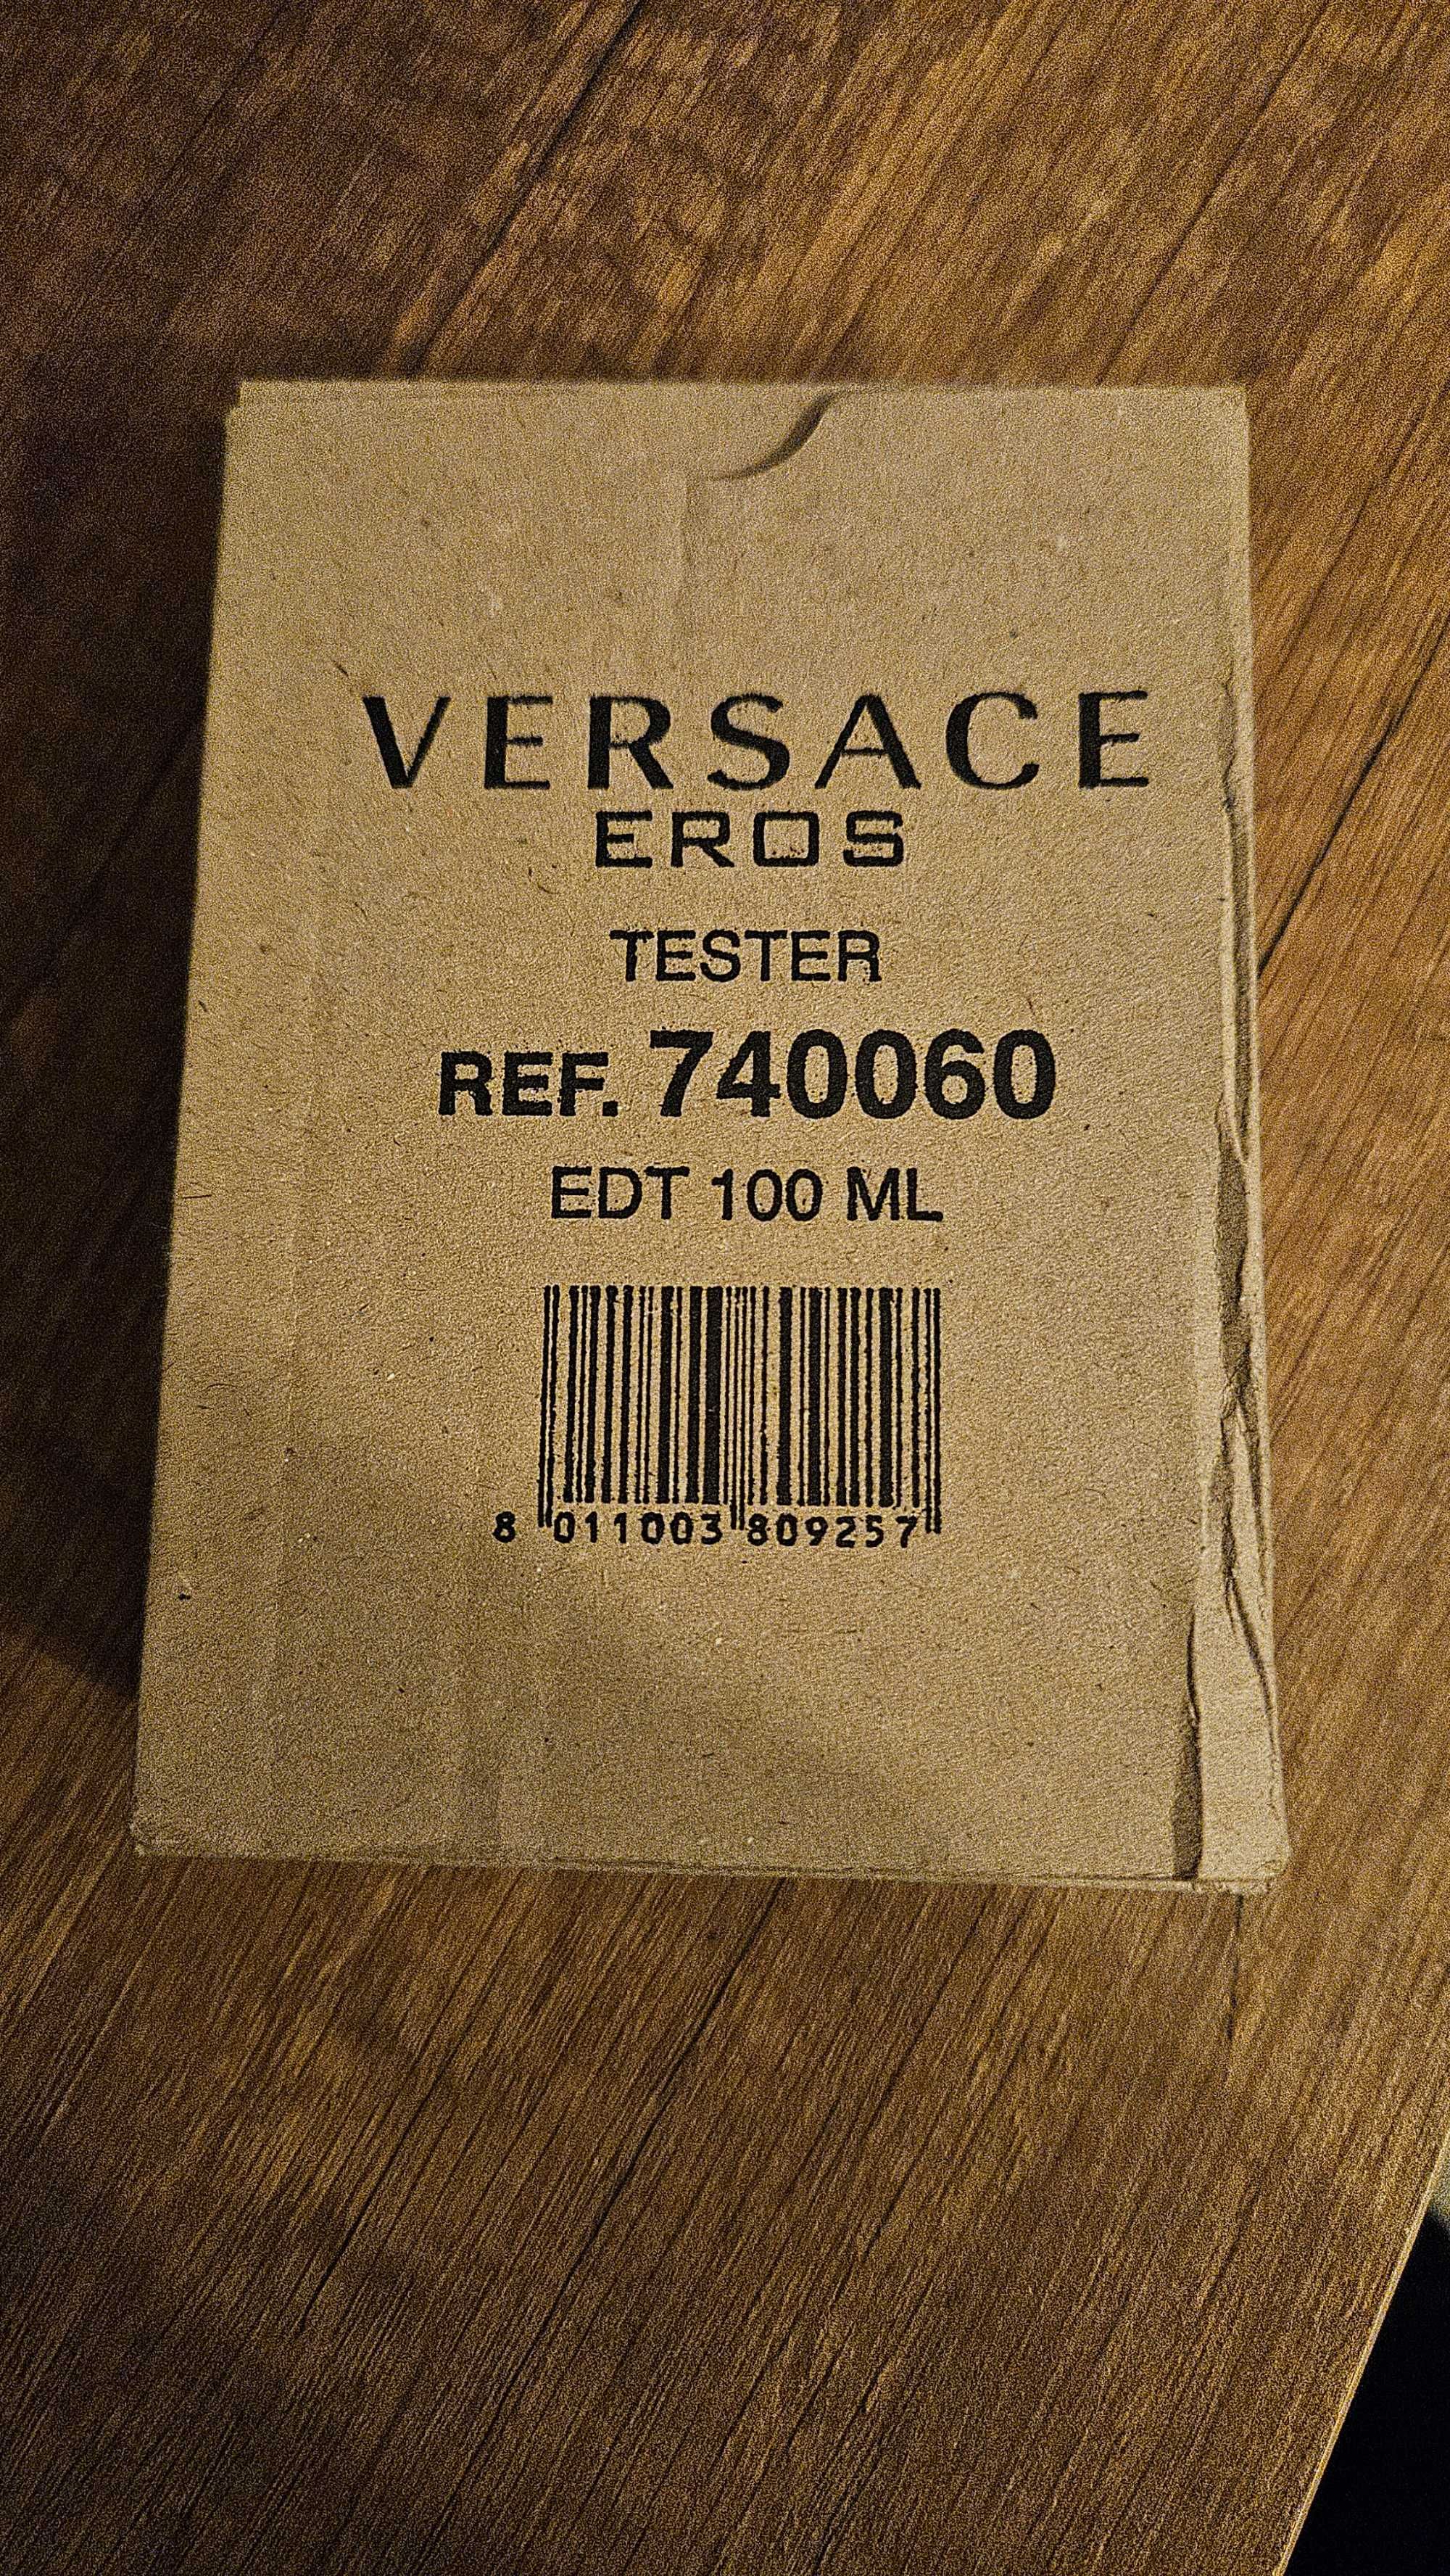 VERSACE
EROS
TESTER
REF. 740060
EDT 100 ML
8 011003 809257